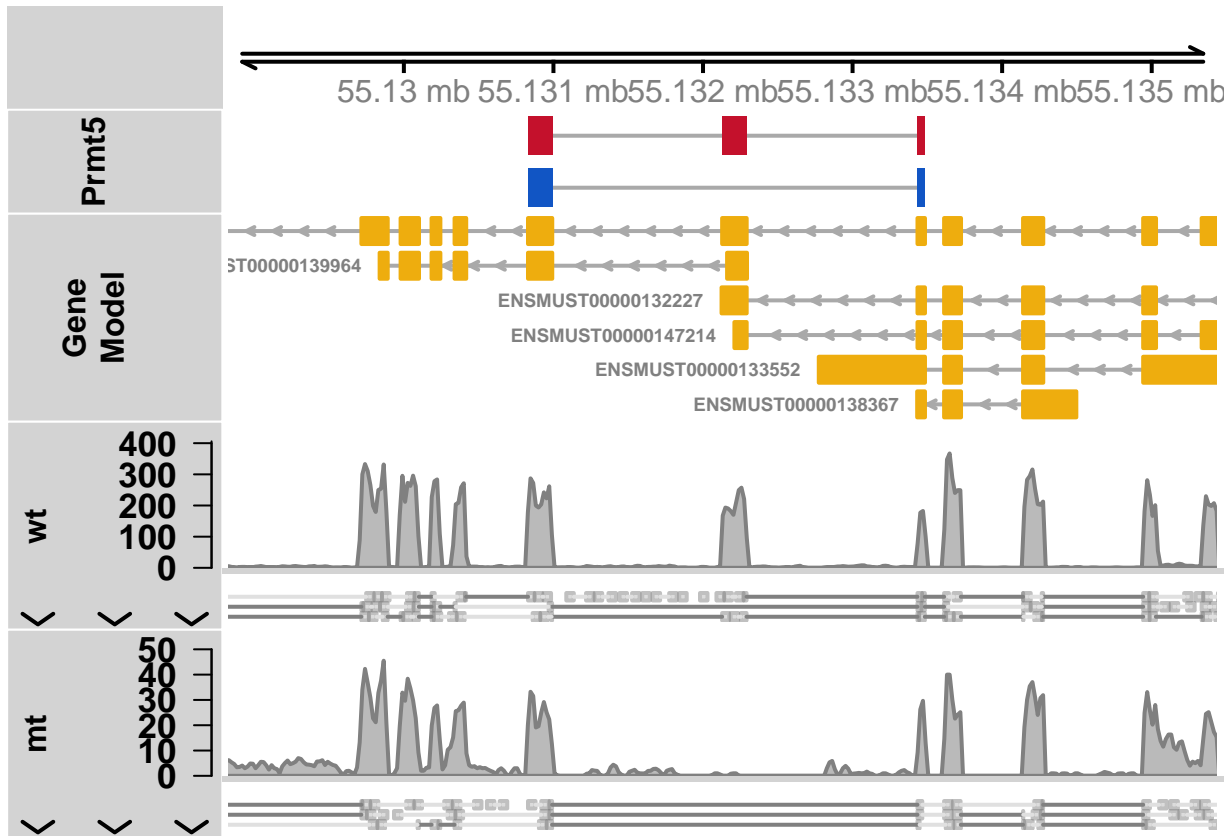 55.13 mb 55.131 mb 55.132 mb 55.133 mb 55.134 mb 55.135 mb
Prmt5
Gene
Model
ST00000139964
ENSMUST00000132227
ENSMUST00000147214
ENSMUST00000133552
ENSMUST00000138367
wt
400
300
200
100
0
mt
50
40
30
20
10
0